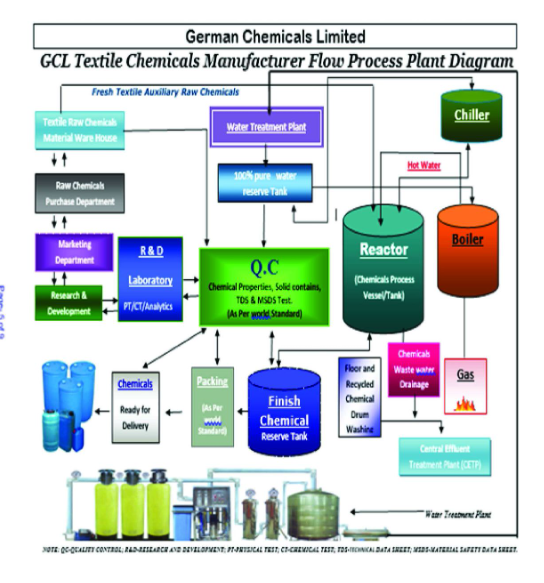 German Chemicals Limited
GCL Textile Chemicals Manufacturer Flow Process Plant Diagram
Fresh Textile Auxiliary Raw Chemicals
Textile Raw Chemicals
Material Ware House
Water Treatment Plant
Chiller
Hot Water
100% pure water
reserve Tank
Raw Chemicals
Purchase Department
Marketing
Department
R & D
Laboratory
PT/CT/Analytics
Research &
Development
Q.C
Chemical Properties, Solid contains,
TDS & MSDS Test.
(As Per world Standard)
Reactor
(Chemicals Process
Vessel/Tank)
Boiler
Chemicals
Ready for
Delivery
Packing
(As Per
world
Standard)
Finish
Chemical
Reserve Tank
Floor and
Recycled
Chemical
Drum
Washing
Chemicals
Waste water
Drainage
Gas
Central Effluent
Treatment Plant (CETP)
Water Treatment Plant
NOTE: QC-QUALITY CONTROL; R&D-RESEARCH AND DEVELOPMENT; PT-PHYSICAL TEST; CT-CHEMICAL TEST; TDS-TECHNICAL DATA SHEET; MSDS-MATERIAL SAFETY DATA SHEET.